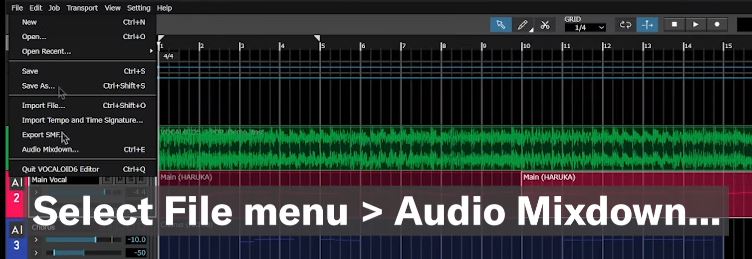 File Edit Job Transport View Setting Help
New Ctrl+N
Open... Ctrl+O
Open Recent...
Save Ctrl+S
Save As... Ctrl+Shift+S
Import File... Ctrl+Shift+O
Import Tempo and Time Signature...
Export SMF...
Audio Mixdown... Ctrl+E
Quit VOCALOID6 Editor Ctrl+Q
GRID
1/4
1 2 3 4 5 6 7 8 9 10 11 12 13 14 15
4/4
AI Main Vocal
2
Main (HARUKA) Main (HARUKA)
Select File menu > Audio Mixdown...
AI Chorus
3
-10.0
-50